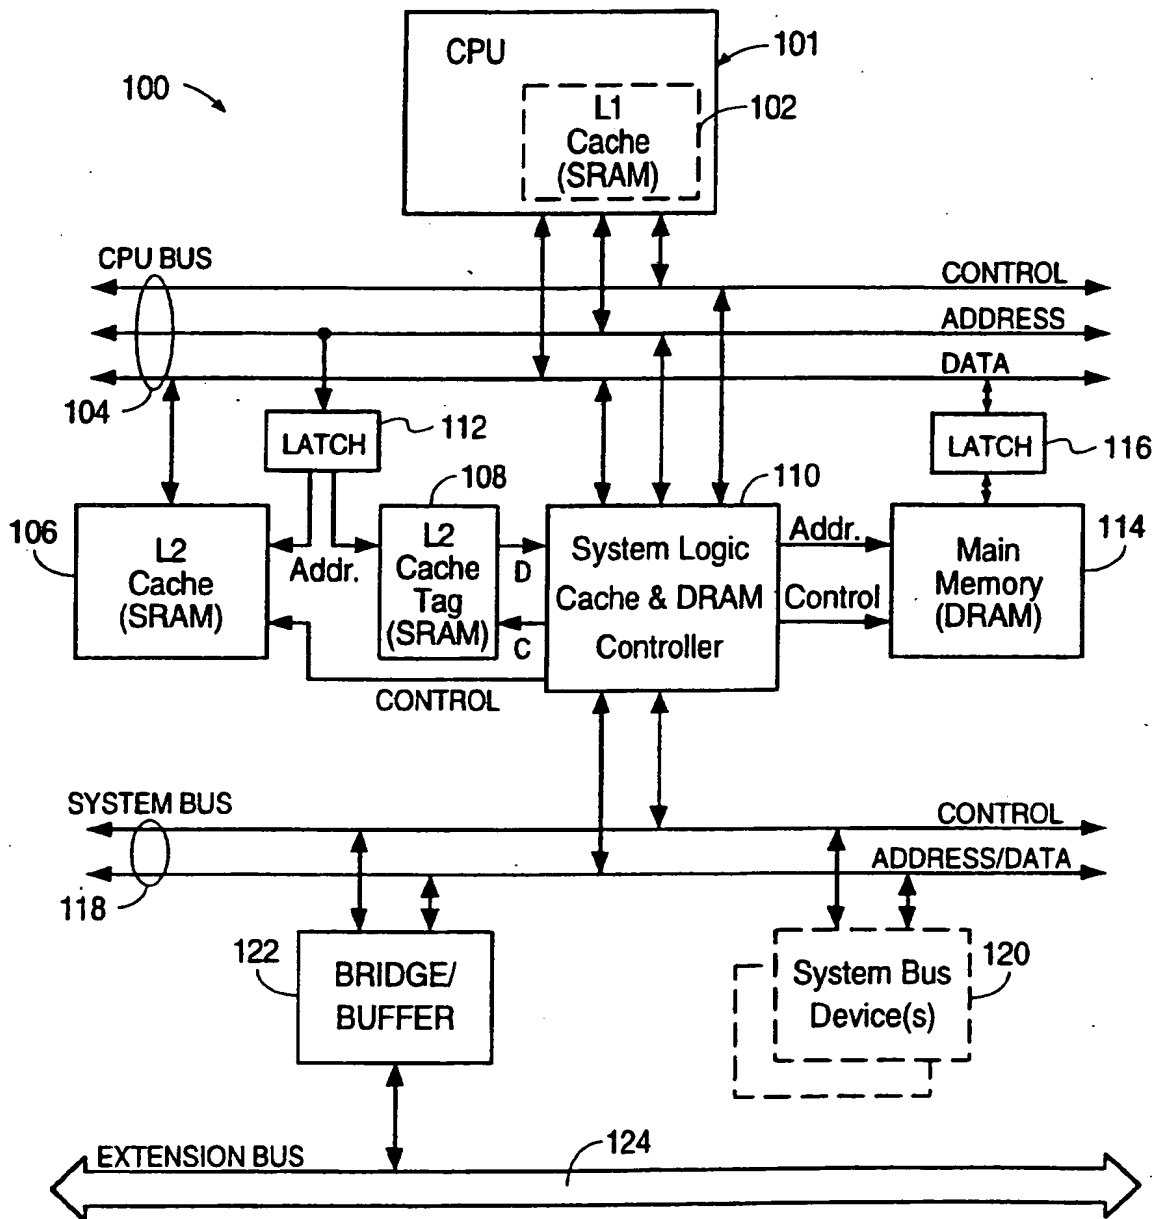 CPU
101
100
L1
Cache
(SRAM)
102
CPU BUS
CONTROL
ADDRESS
DATA
104
LATCH
112
LATCH
116
108
110
106
L2
Cache
(SRAM)
Addr.
L2
Cache
Tag
(SRAM)
D
C
System Logic
Cache & DRAM
Controller
Addr.
Control
Main
Memory
(DRAM)
114
CONTROL
SYSTEM BUS
CONTROL
ADDRESS/DATA
118
122
BRIDGE/
BUFFER
System Bus
Device(s)
120
EXTENSION BUS
124